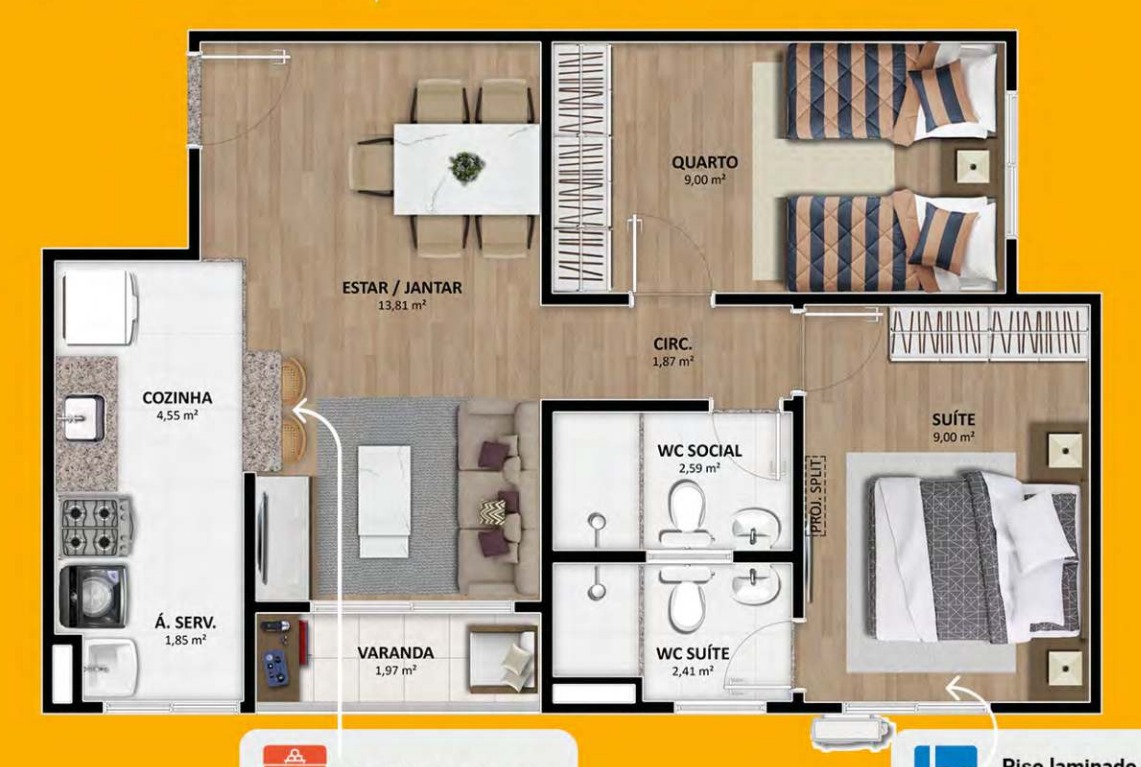 QUARTO
9,00 m²
ESTAR / JANTAR
13,81 m²
CIRC.
1,87 m²
COZINHA
4,55 m²
SUÍTE
9,00 m²
WC SOCIAL
2,59 m²
PROJ. SPLIT
Á. SERV.
1,85 m²
VARANDA
1,97 m²
WC SUÍTE
2,41 m²
Piso laminado